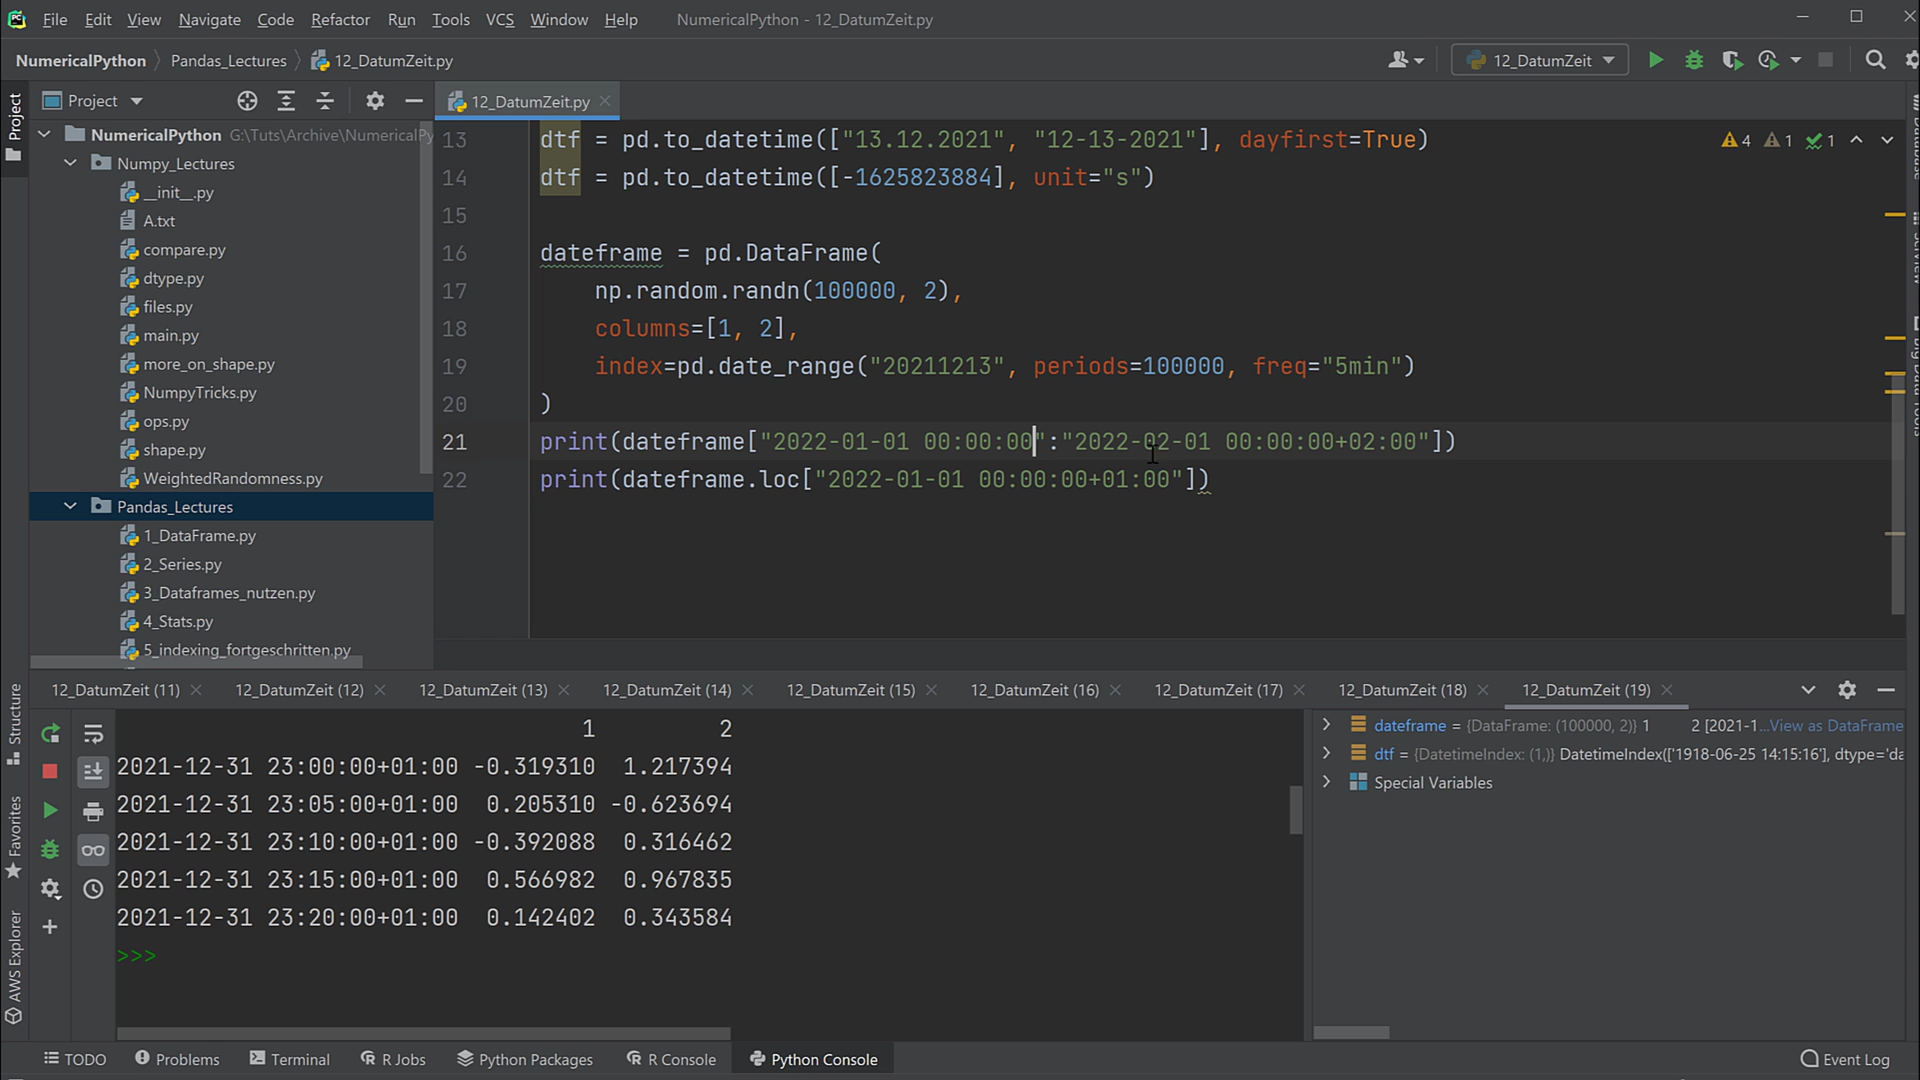 File Edit View Navigate Code Refactor Run Tools VCS Window Help NumericalPython - 12_DatumZeit.py
NumericalPython Pandas_Lectures 12_DatumZeit.py 12_DatumZeit
Project
Project
12_DatumZeit.py
NumericalPython G:\Tuts\Archive\NumericalPy
Numpy_Lectures
__init__.py
A.txt
compare.py
dtype.py
files.py
main.py
more_on_shape.py
NumpyTricks.py
ops.py
shape.py
WeightedRandomness.py
Pandas_Lectures
1_DataFrame.py
2_Series.py
3_Dataframes_nutzen.py
4_Stats.py
5_indexing_fortgeschritten.py
13 dtf = pd.to_datetime(["13.12.2021", "12-13-2021"], dayfirst=True)
4 1 1
14 dtf = pd.to_datetime([-1625823884], unit="s")
15
16 dateframe = pd.DataFrame(
17 np.random.randn(100000, 2),
18 columns=[1, 2],
19 index=pd.date_range("20211213", periods=100000, freq="5min")
20 )
21 print(dateframe["2022-01-01 00:00:00":"2022-02-01 00:00:00+02:00"])
22 print(dateframe.loc["2022-01-01 00:00:00+01:00"])
Structure
Favorites
AWS Explorer
12_DatumZeit (11) 12_DatumZeit (12) 12_DatumZeit (13) 12_DatumZeit (14) 12_DatumZeit (15) 12_DatumZeit (16) 12_DatumZeit (17) 12_DatumZeit (18) 12_DatumZeit (19)
1 2
2021-12-31 23:00:00+01:00 -0.319310 1.217394
2021-12-31 23:05:00+01:00 0.205310 -0.623694
2021-12-31 23:10:00+01:00 -0.392088 0.316462
2021-12-31 23:15:00+01:00 0.566982 0.967835
2021-12-31 23:20:00+01:00 0.142402 0.343584
>>>
dateframe = {DataFrame: (100000, 2)} 1 2 [2021-1...View as DataFrame
dtf = {DatetimeIndex: (1,)} DatetimeIndex(['1918-06-25 14:15:16'], dtype='da
Special Variables
TODO Problems Terminal R Jobs Python Packages R Console Python Console Event Log